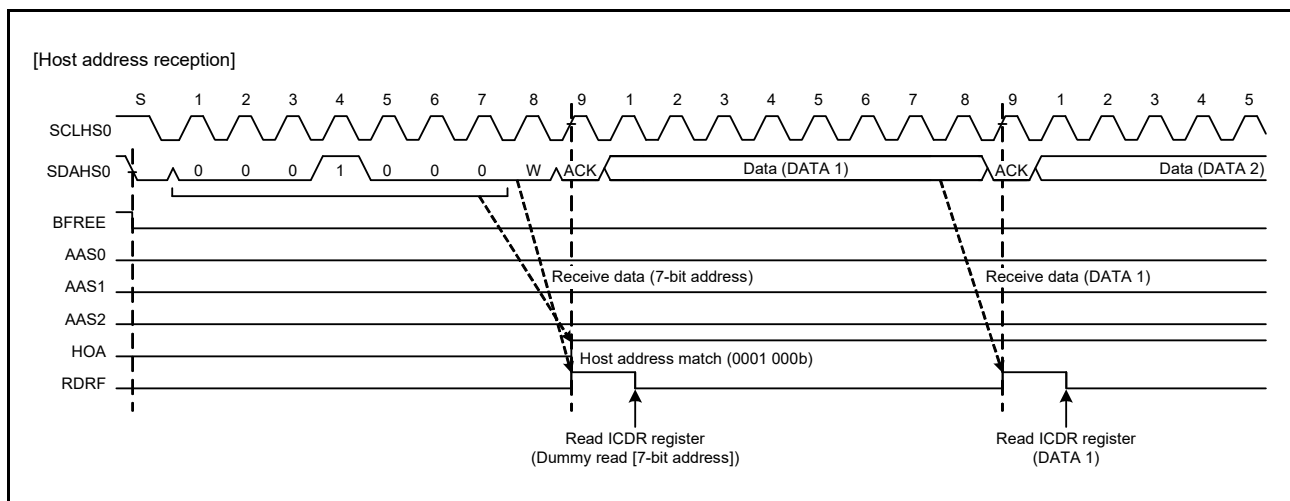 [Host address reception]
S 1 2 3 4 5 6 7 8 9 1 2 3 4 5 6 7 8 9 1 2 3 4 5
SCLHS0
SDAHS0 0 0 0 1 0 0 0 W ACK Data (DATA 1) ACK Data (DATA 2)
BFREE
AAS0
Receive data (7-bit address) Receive data (DATA 1)
AAS1
AAS2
HOA Host address match (0001 000b)
RDRF
Read ICDR register Read ICDR register
(Dummy read [7-bit address]) (DATA 1)